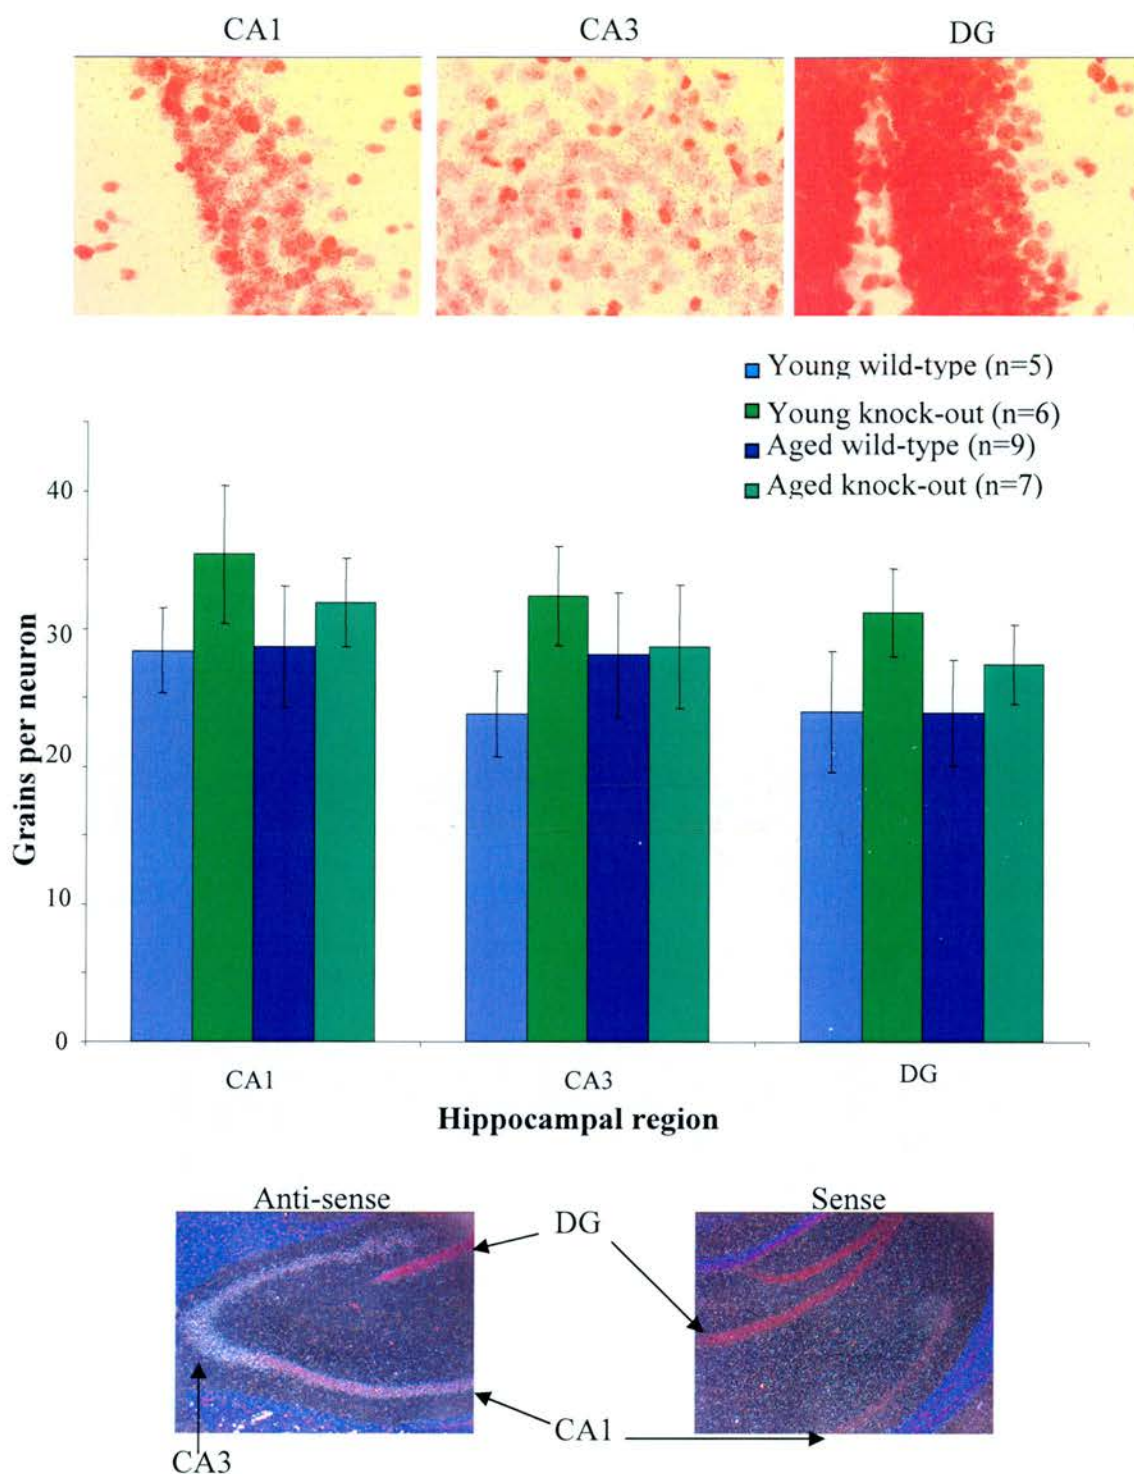 CA1
CA3
DG
Young wild-type (n=5)
Young knock-out (n=6)
Aged wild-type (n=9)
Aged knock-out (n=7)
40
30
20
10
0
Grains per neuron
CA1
CA3
DG
Hippocampal region
Anti-sense
Sense
DG
CA1
CA3